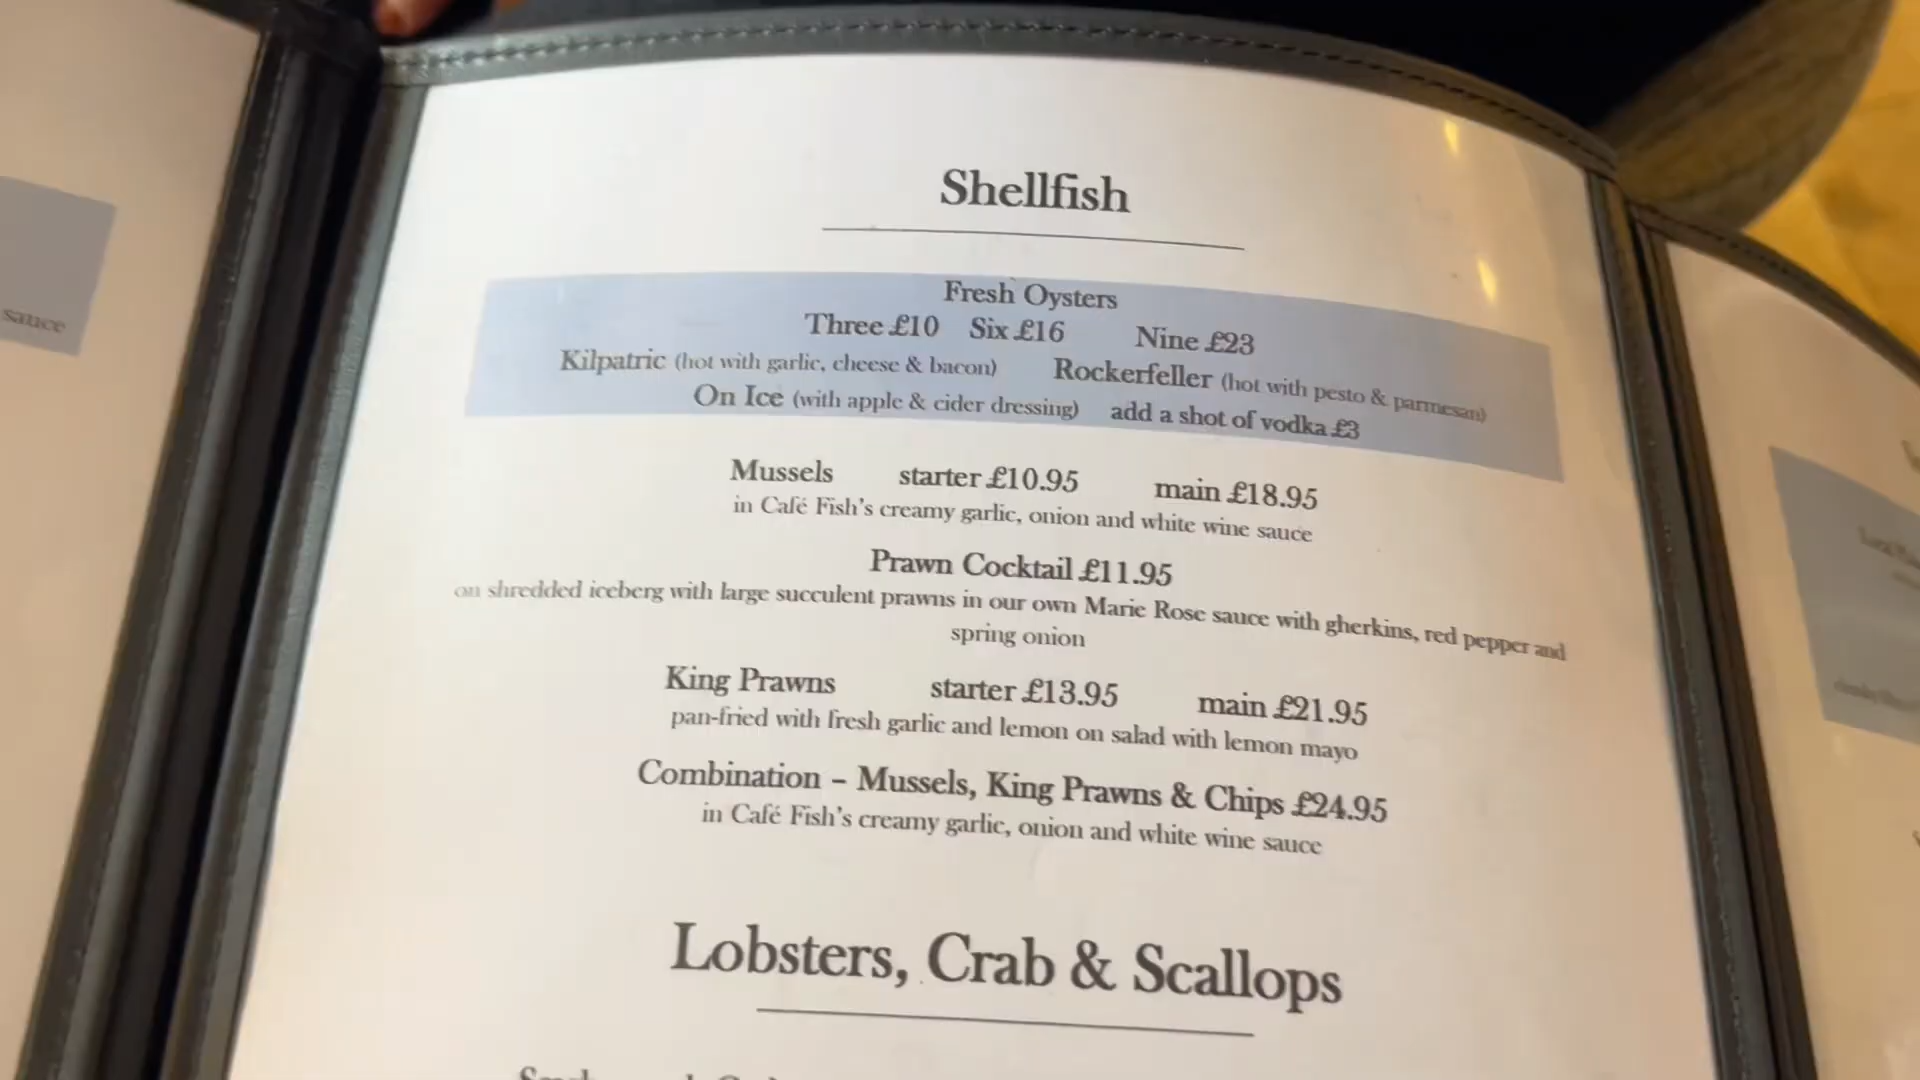 sauce
Shellfish
Fresh Oysters
Three £10 Six £16 Nine £23
Kilpatric (hot with garlic, cheese & bacon) Rockerfeller (hot with pesto & parmesan)
On Ice (with apple & cider dressing) add a shot of vodka £3
Mussels starter £10.95 main £18.95
in Café Fish's creamy garlic, onion and white wine sauce
Prawn Cocktail £11.95
on shredded iceberg with large succulent prawns in our own Marie Rose sauce with gherkins, red pepper and
spring onion
King Prawns starter £13.95 main £21.95
pan-fried with fresh garlic and lemon on salad with lemon mayo
Combination – Mussels, King Prawns & Chips £24.95
in Café Fish's creamy garlic, onion and white wine sauce
Lobsters, Crab & Scallops